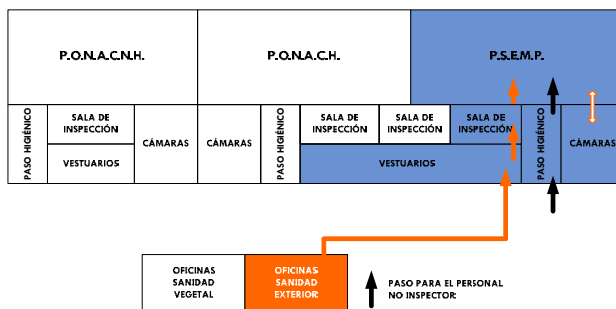 P.O.N.A.C.N.H.
P.O.N.A.C.H.
P.S.E.M.P.
PASO HIGIÉNICO
SALA DE
INSPECCIÓN
VESTUARIOS
CÁMARAS
CÁMARAS
PASO HIGIÉNICO
SALA DE
INSPECCIÓN
SALA DE
INSPECCIÓN
SALA DE
INSPECCIÓN
VESTUARIOS
PASO HIGIÉNICO
CÁMARAS
OFICINAS
SANIDAD
VEGETAL
OFICINAS
SANIDAD
EXTERIOR
PASO PARA EL PERSONAL
NO INSPECTOR